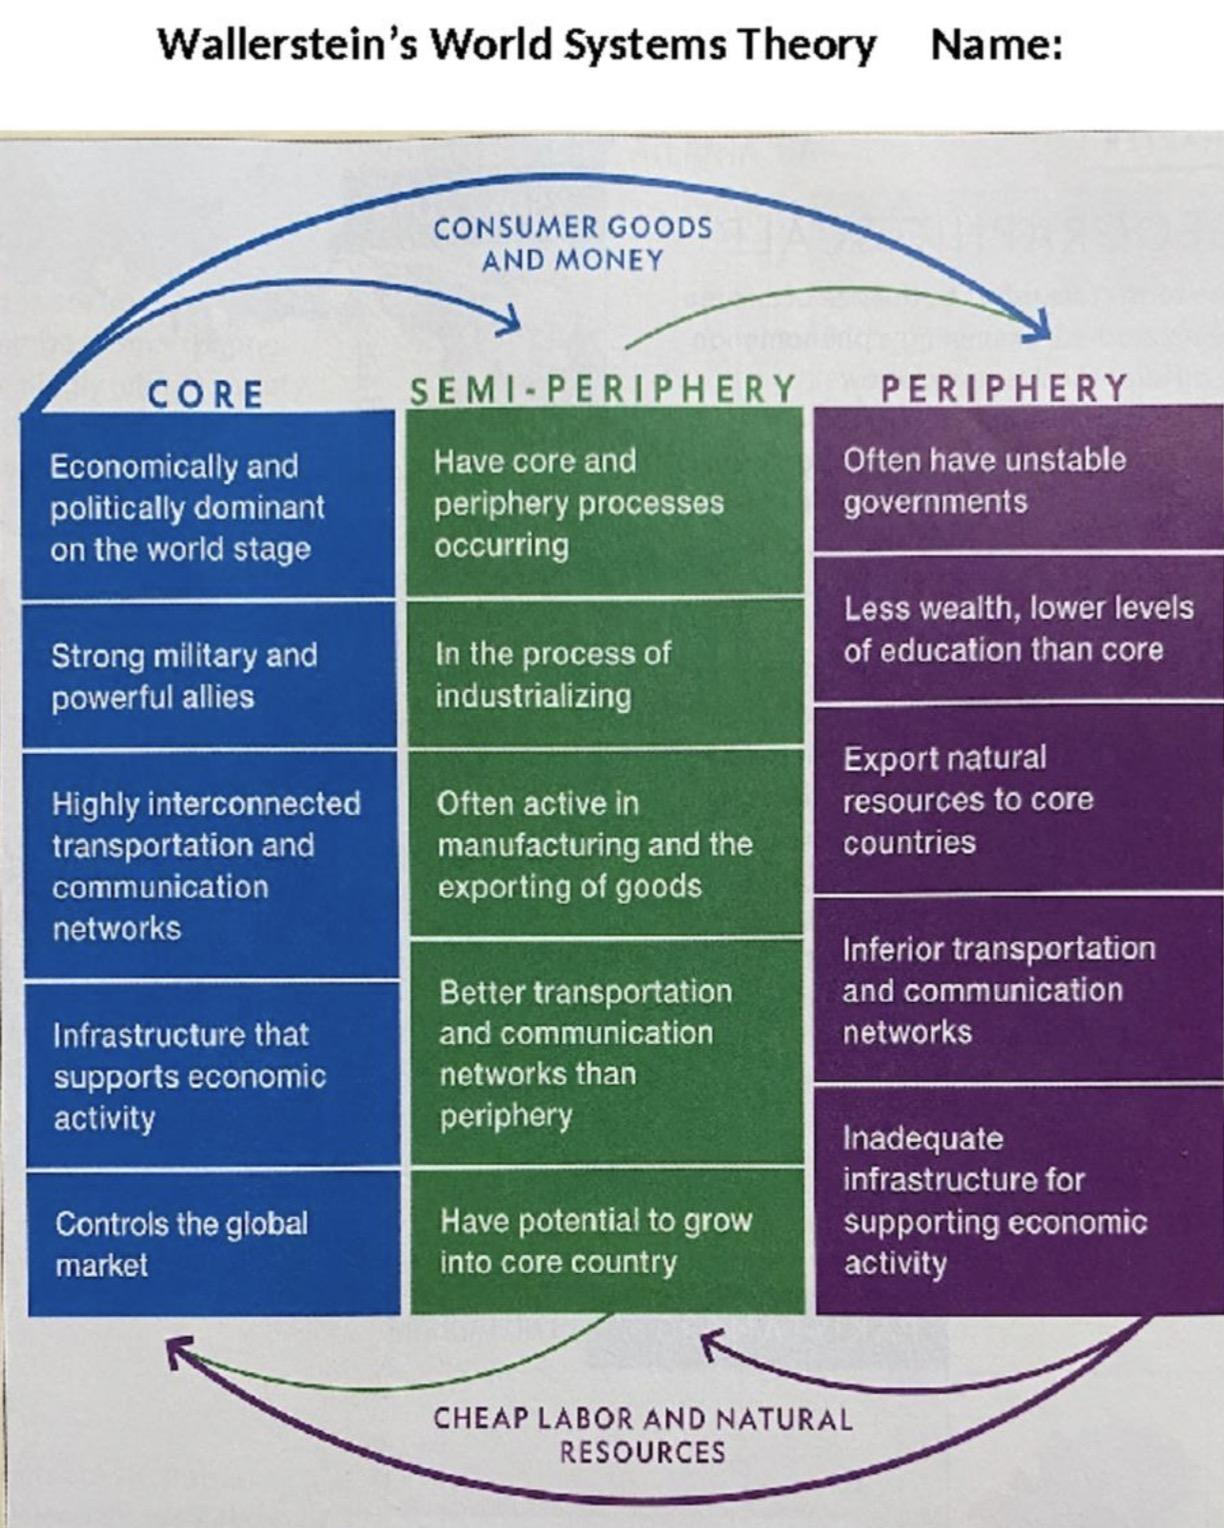 Wallerstein's World Systems Theory Name:
CONSUMER GOODS
AND MONEY
CORE
Economically and
politically dominant
on the world stage
Strong military and
powerful allies
Highly interconnected
transportation and
communication
networks
Infrastructure that
supports economic
activity
Controls the global
market
SEMI-PERIPHERY
Have core and
periphery processes
occurring
In the process of
industrializing
Often active in
manufacturing and the
exporting of goods
Better transportation
and communication
networks than
periphery
Have potential to grow
into core country
PERIPHERY
Often have unstable
governments
Less wealth, lower levels
of education than core
Export natural
resources to core
countries
Inferior transportation
and communication
networks
Inadequate
infrastructure for
supporting economic
activity
CHEAP LABOR AND NATURAL
RESOURCES